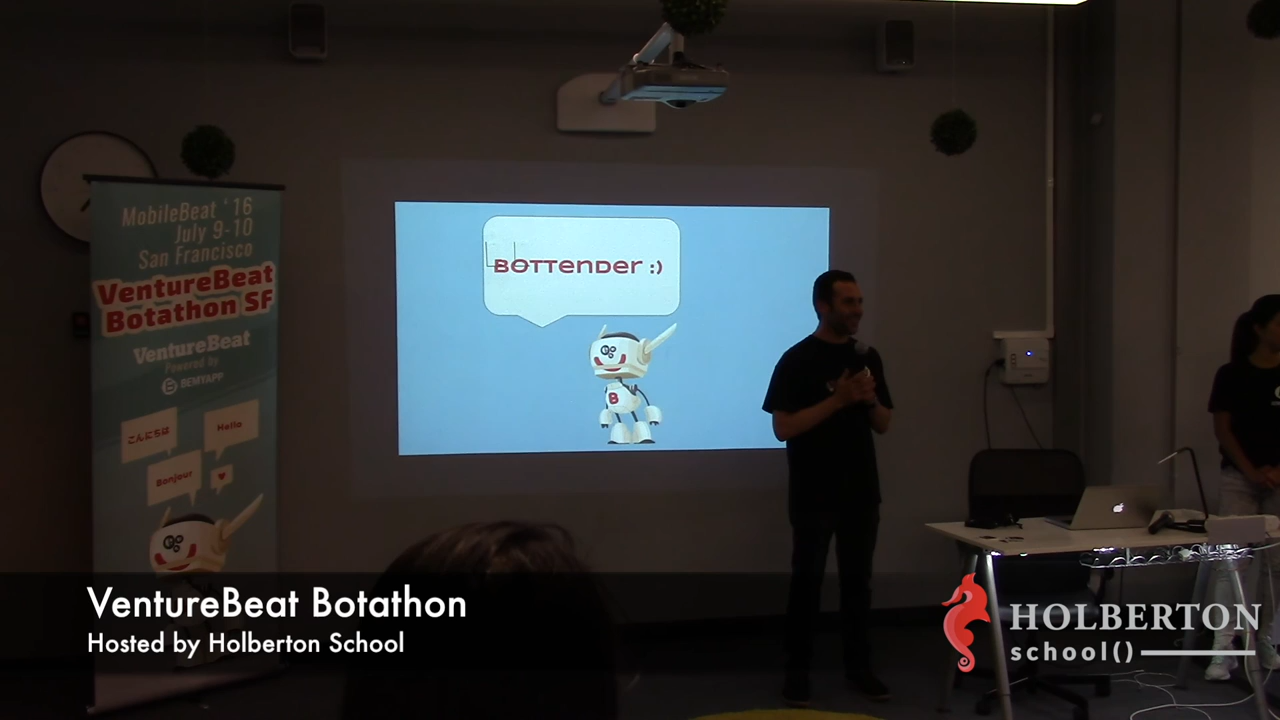 MobileBeat '16
July 9-10
San Francisco
VentureBeat
Botathon SF
VentureBeat
Powered by
BEMYAPP
こんにちは
Hello
Bonjour
BOTTENDER :)
B
VentureBeat Botathon
Hosted by Holberton School
HOLBERTON
school()